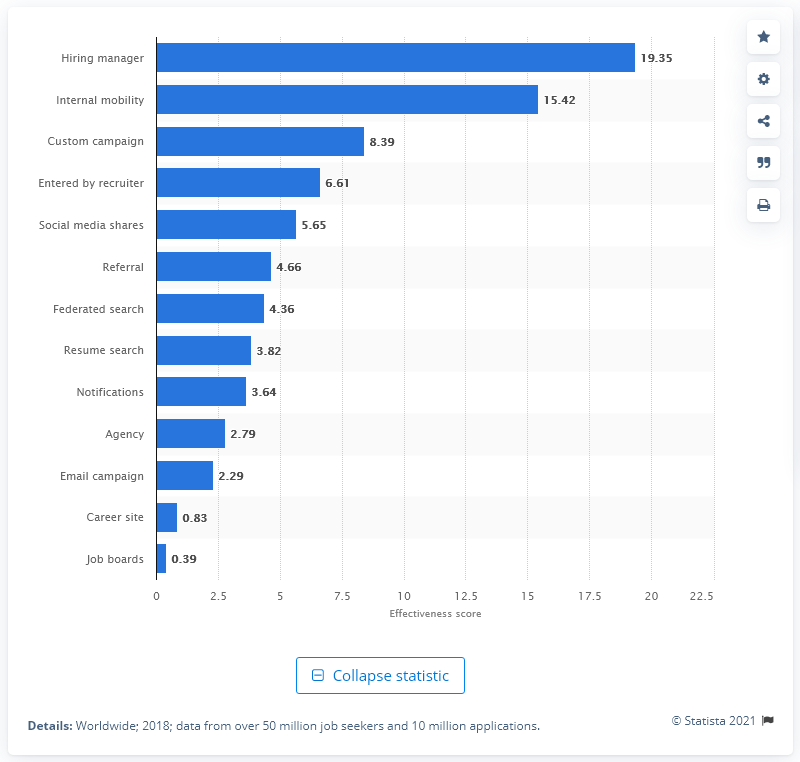 Hiring manager 19.35
Internal mobility 15.42
Custom campaign 8.39
Entered by recruiter 6.61
Social media shares 5.65
Referral 4.66
Federated search 4.36
Resume search 3.82
Notifications 3.64
Agency 2.79
Email campaign 2.29
Career site 0.83
Job boards 0.39
0 2.5 5 7.5 10 12.5 15 17.5 20 22.5
Effectiveness score
Collapse statistic
© Statista 2021
Details: Worldwide; 2018; data from over 50 million job seekers and 10 million applications.